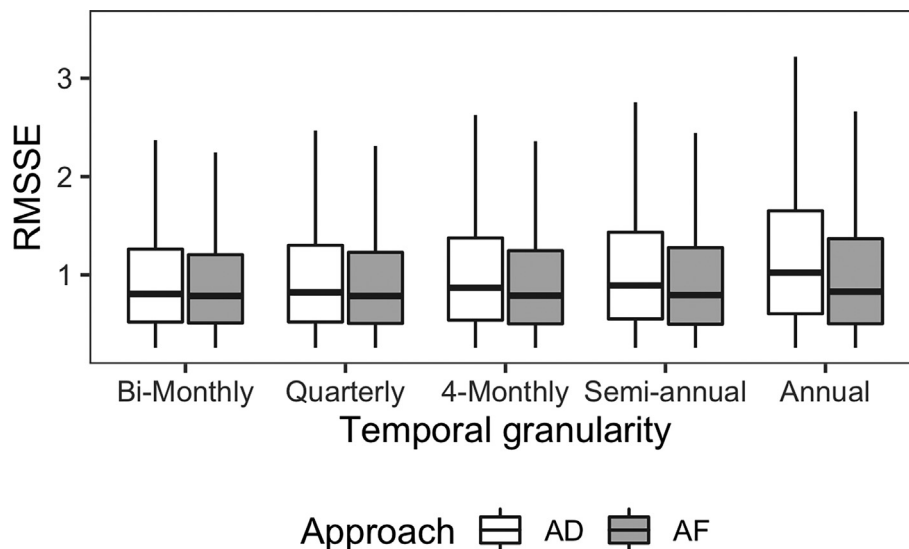 3
2
1
RMSSE
Bi-Monthly Quarterly 4-Monthly Semi-annual Annual
Temporal granularity
Approach AD AF